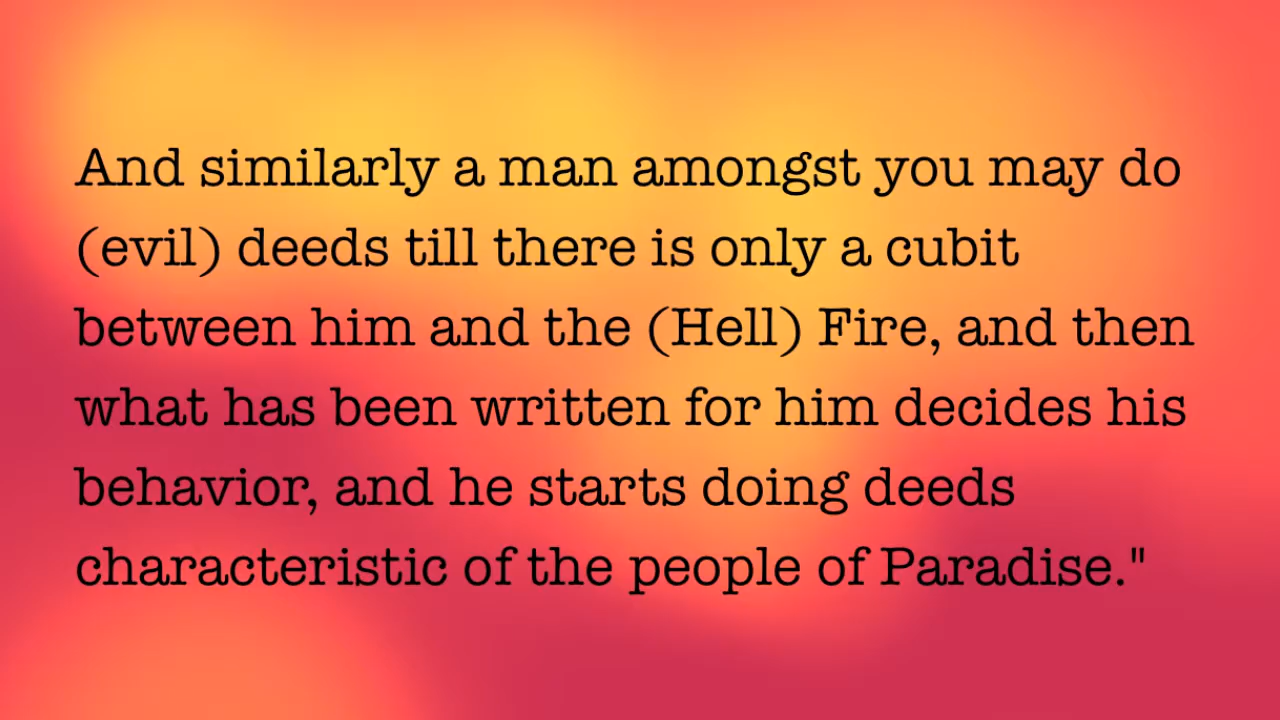 And similarly a man amongst you may do
(evil) deeds till there is only a cubit
between him and the (Hell) Fire, and then
what has been written for him decides his
behavior, and he starts doing deeds
characteristic of the people of Paradise."